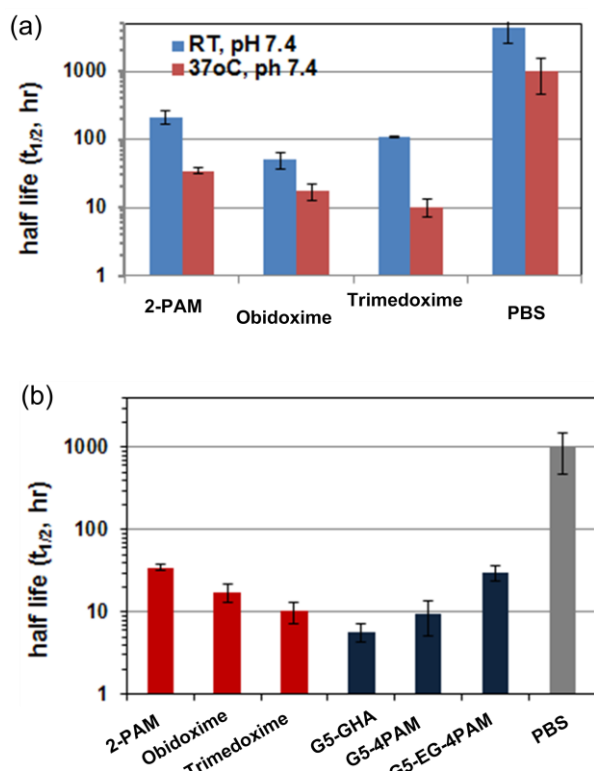 (a)
RT, pH 7.4
37oC, ph 7.4
half life (t1/2, hr)
1000
100
10
1
2-PAM
Obidoxime
Trimedoxime
PBS
(b)
half life (t1/2, hr)
1000
100
10
1
2-PAM
Obidoxime
Trimedoxime
G5-GHA
G5-4PAM
G5-EG-4PAM
PBS